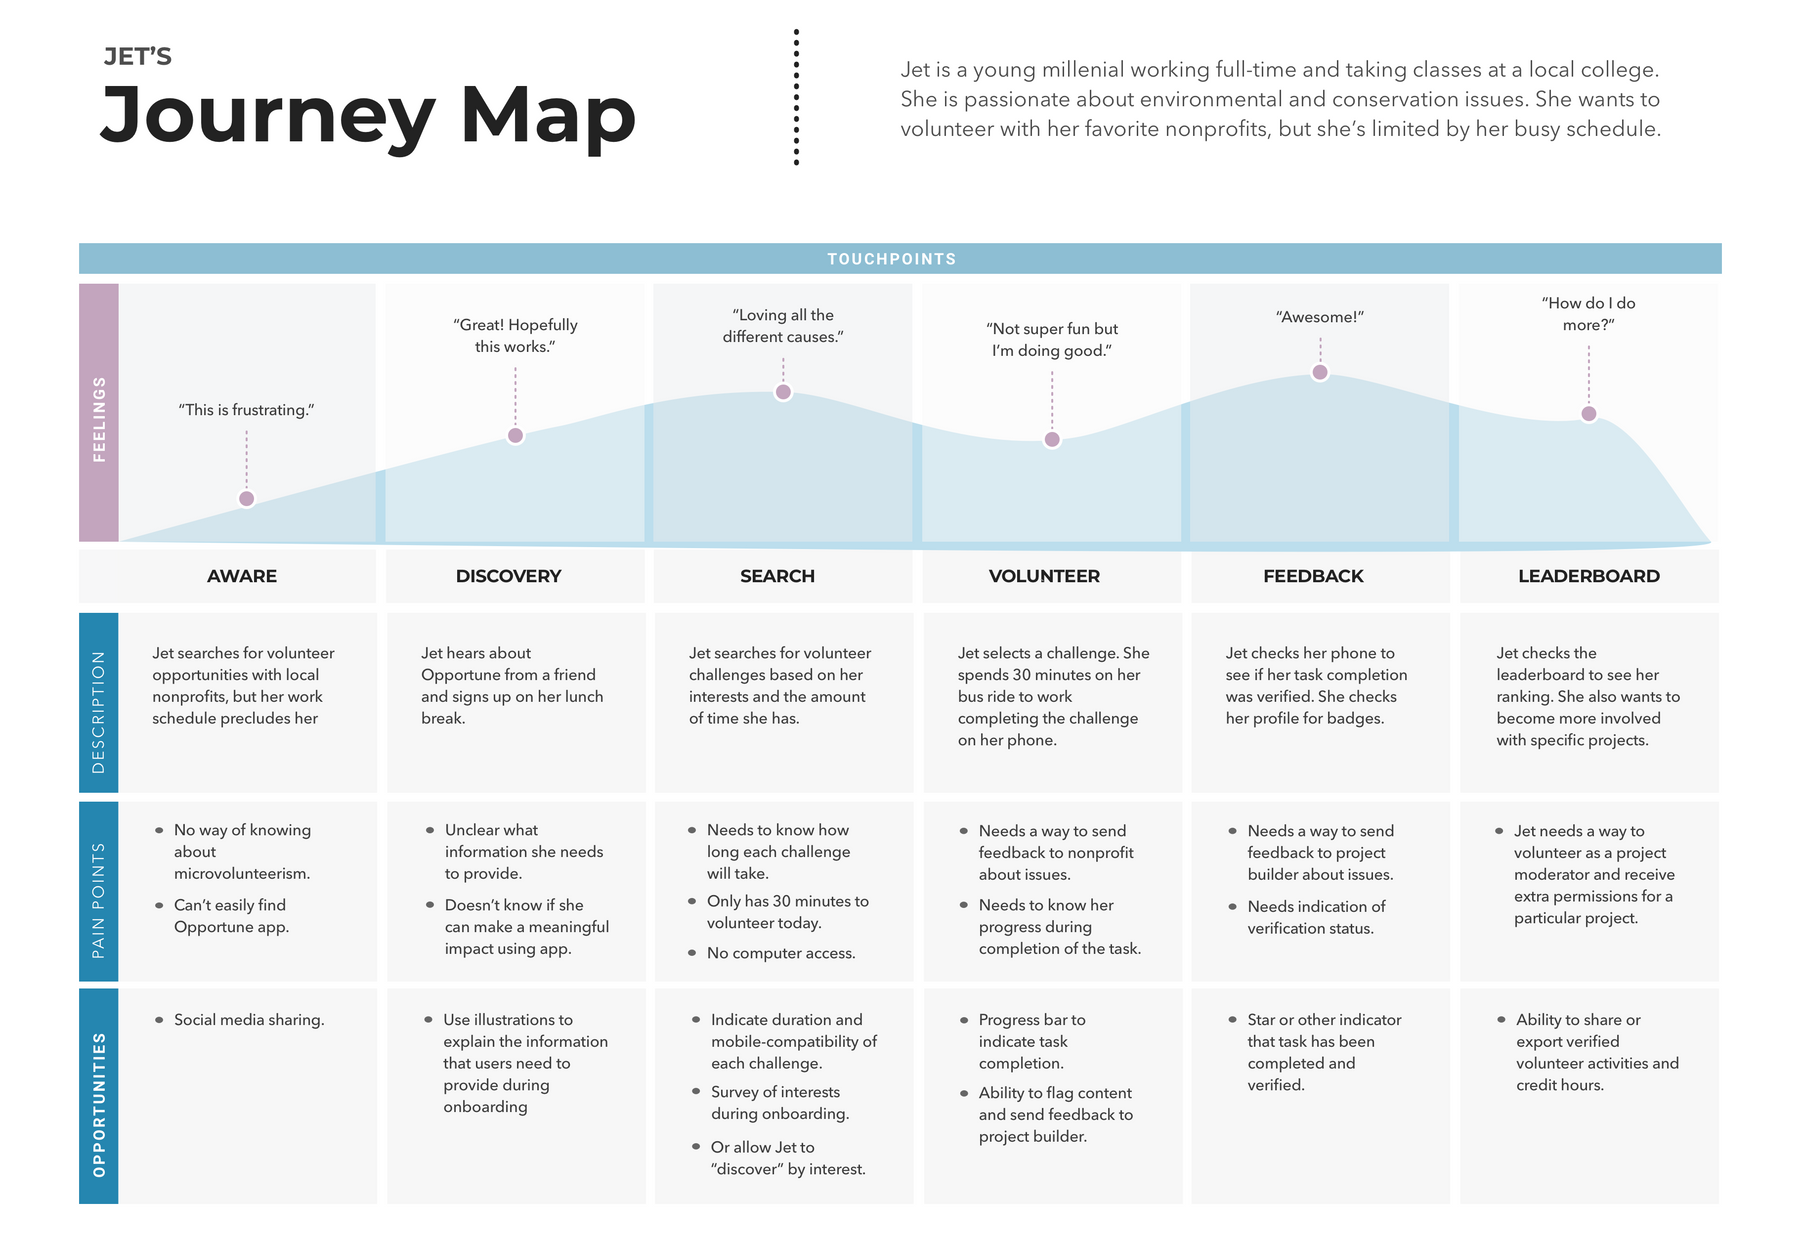 JET’S
Journey Map
Jet is a young millenial working full-time and taking classes at a local college.
She is passionate about environmental and conservation issues. She wants to
volunteer with her favorite nonprofits, but she’s limited by her busy schedule.
TOUCHPOINTS
FEELINGS
“This is frustrating.”
“Great! Hopefully
this works.”
“Loving all the
different causes.”
“Not super fun but
I’m doing good.”
“Awesome!”
“How do I do
more?”
AWARE
DISCOVERY
SEARCH
VOLUNTEER
FEEDBACK
LEADERBOARD
DESCRIPTION
Jet searches for volunteer
opportunities with local
nonprofits, but her work
schedule precludes her
Jet hears about
Opportune from a friend
and signs up on her lunch
break.
Jet searches for volunteer
challenges based on her
interests and the amount
of time she has.
Jet selects a challenge. She
spends 30 minutes on her
bus ride to work
completing the challenge
on her phone.
Jet checks her phone to
see if her task completion
was verified. She checks
her profile for badges.
Jet checks the
leaderboard to see her
ranking. She also wants to
become more involved
with specific projects.
PAIN POINTS
• No way of knowing
about
microvolunteerism.
• Can’t easily find
Opportune app.
• Unclear what
information she needs
to provide.
• Doesn’t know if she
can make a meaningful
impact using app.
• Needs to know how
long each challenge
will take.
• Only has 30 minutes to
volunteer today.
• No computer access.
• Needs a way to send
feedback to nonprofit
about issues.
• Needs to know her
progress during
completion of the task.
• Needs a way to send
feedback to project
builder about issues.
• Needs indication of
verification status.
• Jet needs a way to
volunteer as a project
moderator and receive
extra permissions for a
particular project.
OPPORTUNITIES
• Social media sharing.
• Use illustrations to
explain the information
that users need to
provide during
onboarding
• Indicate duration and
mobile-compatibility of
each challenge.
• Survey of interests
during onboarding.
• Or allow Jet to
“discover” by interest.
• Progress bar to
indicate task
completion.
• Ability to flag content
and send feedback to
project builder.
• Star or other indicator
that task has been
completed and
verified.
• Ability to share or
export verified
volunteer activities and
credit hours.